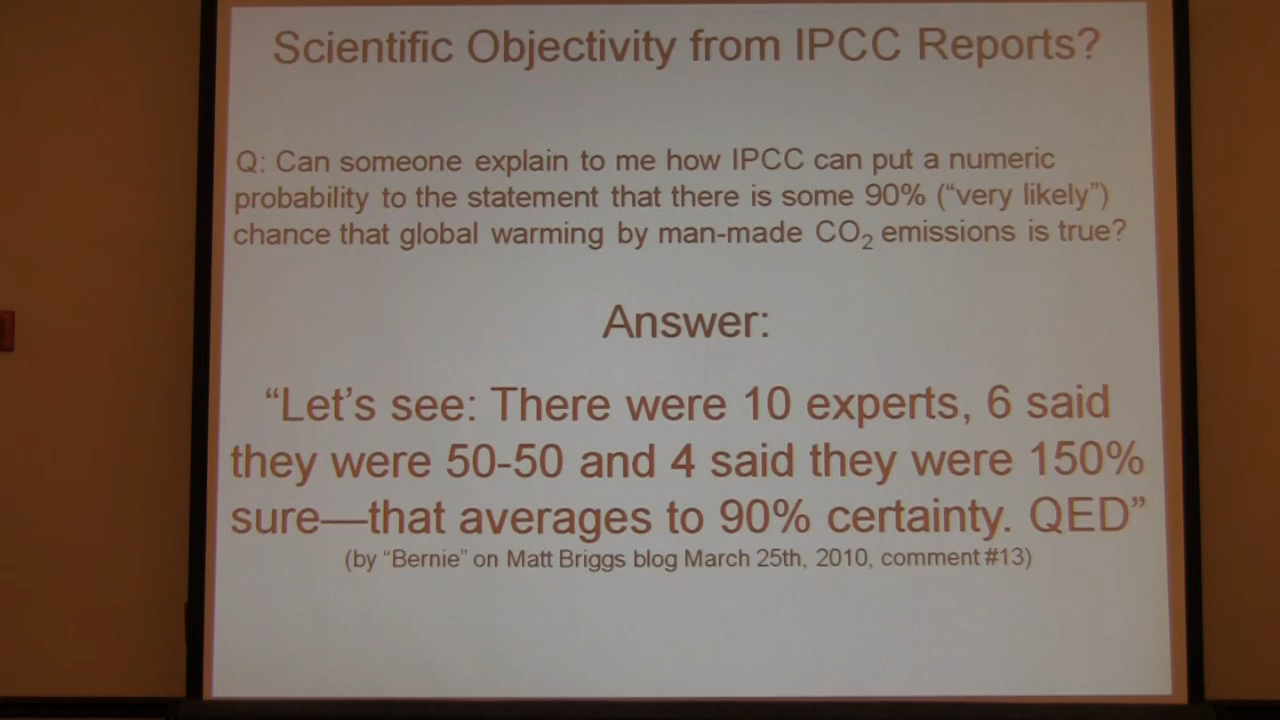 Scientific Objectivity from IPCC Reports?
Q: Can someone explain to me how IPCC can put a numeric
probability to the statement that there is some 90% (“very likely”)
chance that global warming by man-made CO₂ emissions is true?
Answer:
“Let’s see: There were 10 experts, 6 said
they were 50-50 and 4 said they were 150%
sure—that averages to 90% certainty. QED”
(by “Bernie” on Matt Briggs blog March 25th, 2010, comment #13)